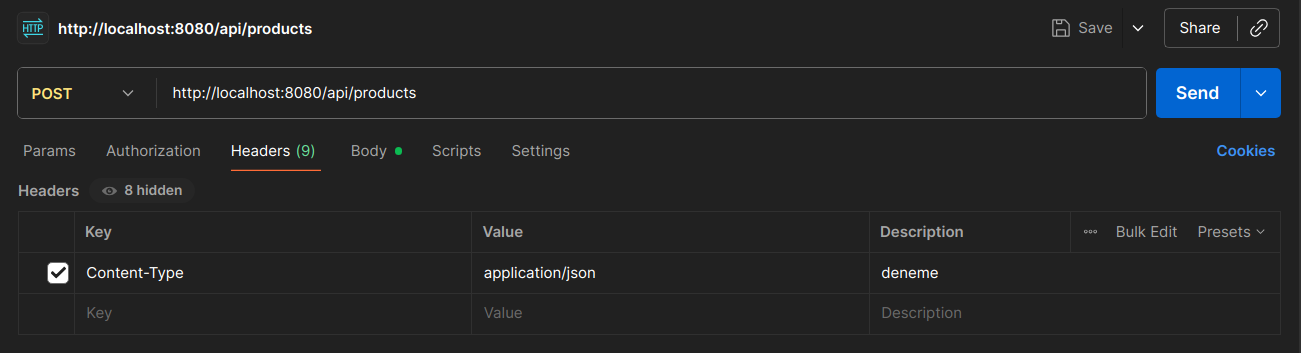 HTTP http://localhost:8080/api/products Save Share
POST http://localhost:8080/api/products Send
Params Authorization Headers (9) Body Scripts Settings Cookies
Headers 8 hidden
Key Value Description Bulk Edit Presets
Content-Type application/json deneme
Key Value Description